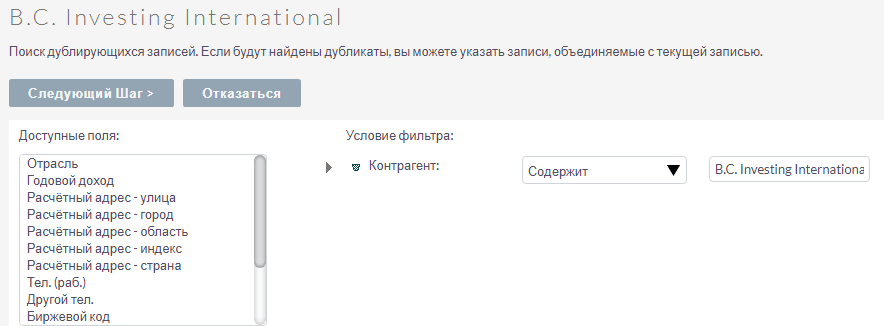 B.C. Investing International
Поиск дублирующихся записей. Если будут найдены дубликаты, вы можете указать записи, объединяемые с текущей записью.
Следующий Шаг > Отказаться
Доступные поля: Условие фильтра:
Отрасль
Контрагент: Содержит B.C. Investing Internationa
Годовой доход
Расчётный адрес - улица
Расчётный адрес - город
Расчётный адрес - область
Расчётный адрес - индекс
Расчётный адрес - страна
Тел. (раб.)
Другой тел.
Биржевой код